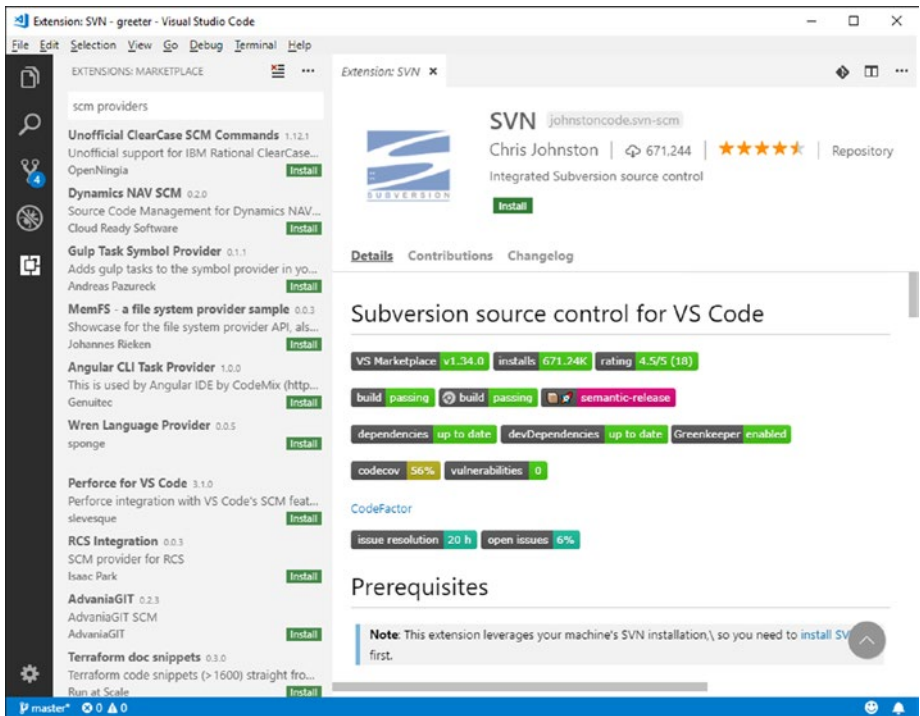 Extension: SVN - greeter - Visual Studio Code
File Edit Selection View Go Debug Terminal Help
EXTENSIONS: MARKETPLACE
scm providers
Unofficial ClearCase SCM Commands 1.12.1
Unofficial support for IBM Rational ClearCase...
OpenNingia Install
Dynamics NAV SCM 0.2.0
Source Code Management for Dynamics NAV...
Cloud Ready Software Install
Gulp Task Symbol Provider 0.1.1
Adds gulp tasks to the symbol provider in yo...
Andreas Pazureck Install
MemFS - a file system provider sample 0.0.3
Showcase for the file system provider API, als...
Johannes Rieken Install
Angular CLI Task Provider 1.0.0
This is used by Angular IDE by CodeMix (http...
Genuitec Install
Wren Language Provider 0.0.5
sponge Install
Perforce for VS Code 3.1.0
Perforce integration with VS Code's SCM feat...
slevesque Install
RCS Integration 0.0.3
SCM provider for RCS
Isaac Park Install
AdvaniaGIT 0.2.3
AdvaniaGIT SCM
AdvaniaGIT Install
Terraform doc snippets 0.3.0
Terraform code snippets (>1600) straight fro...
Run at Scale Install
4
Extension: SVN
SUBVERSION
SVN johnstoncode.svn-scm
Chris Johnston | 671,244 | Repository
Integrated Subversion source control
Install
Details Contributions Changelog
Subversion source control for VS Code
VS Marketplace v1.34.0 installs 671.24K rating 4.5/5 (18)
build passing build passing semantic-release
dependencies up to date devDependencies up to date Greenkeeper enabled
codecov 56% vulnerabilities 0
CodeFactor
issue resolution 20 h open issues 6%
Prerequisites
Note: This extension leverages your machine's SVN installation,\ so you need to install SV
first.
master* 0 0